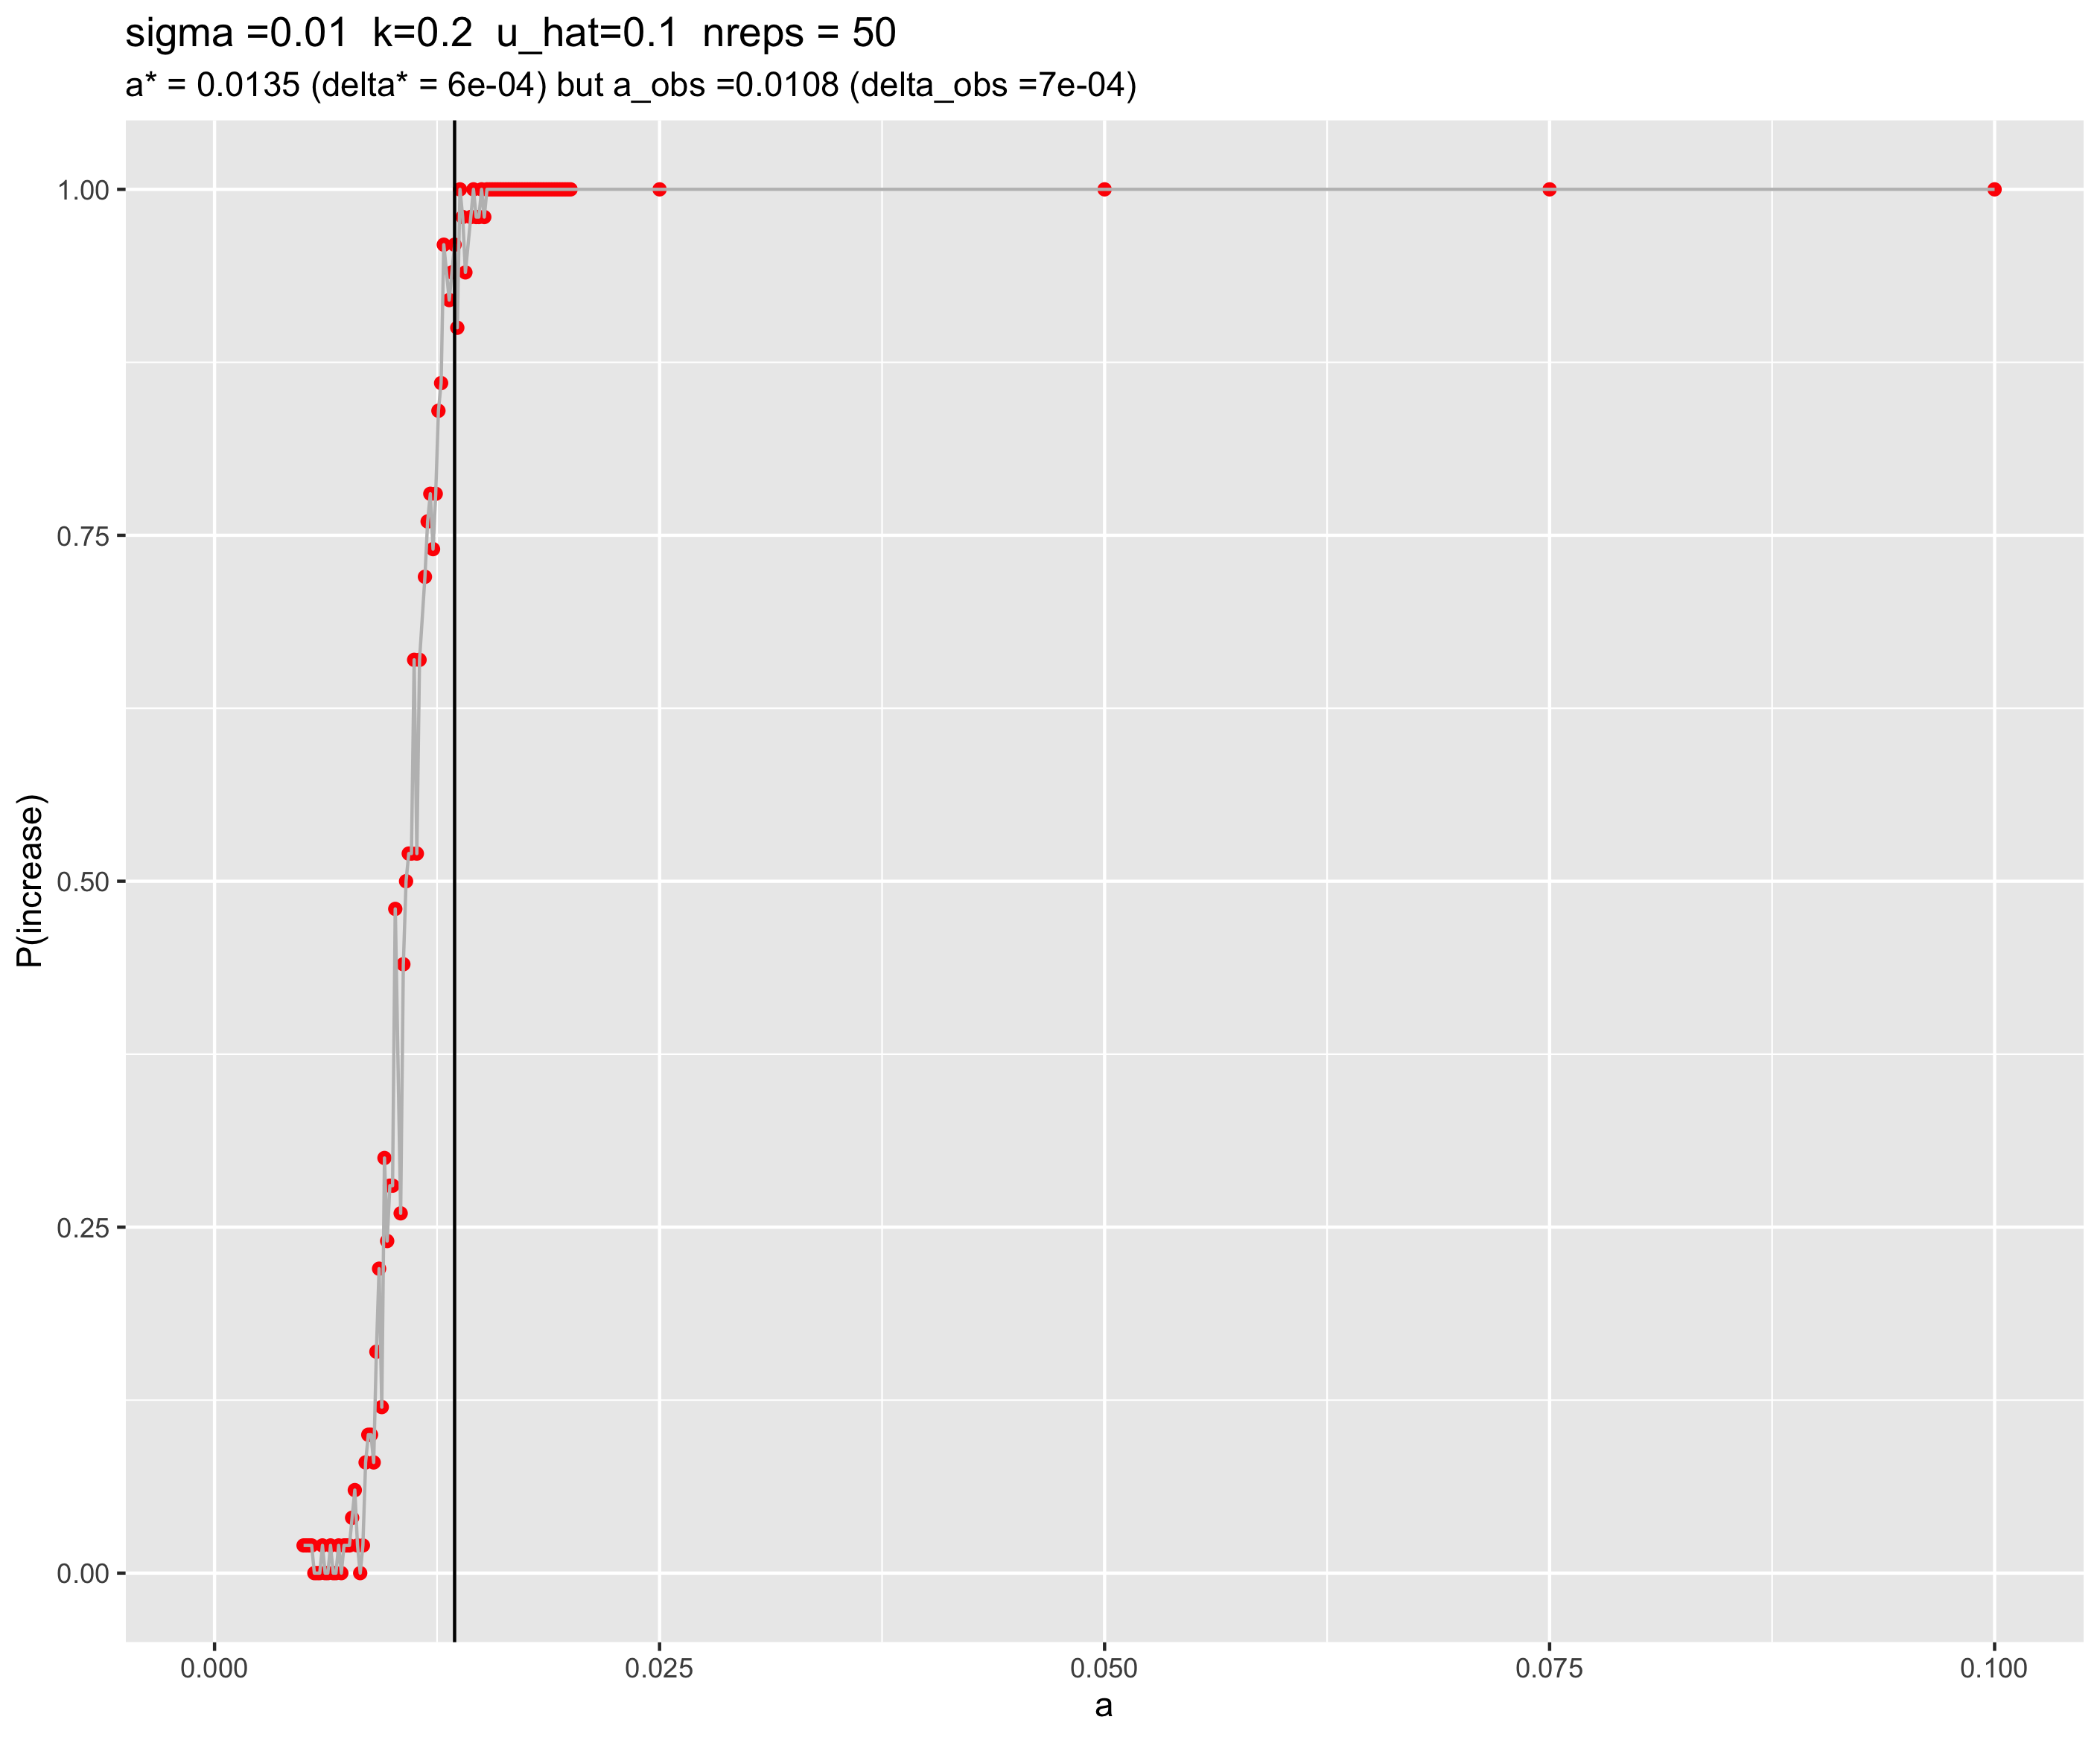 sigma =0.01  k=0.2  u_hat=0.1  nreps = 50
a* = 0.0135 (delta* = 6e-04) but a_obs =0.0108 (delta_obs =7e-04)
P(increase)
1.00
0.75
0.50
0.25
0.00
0.000
0.025
0.050
0.075
0.100
a